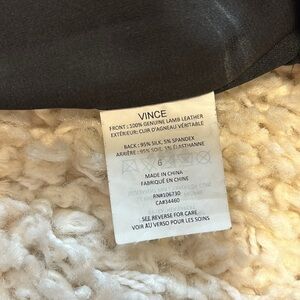 VINCE
FRONT : 100% GENUINE LAMB LEATHER
EXTÉRIEUR: CUIR D'AGNEAU VÉRITABLE
BACK : 95% SILK, 5% SPANDEX
ARRIÈRE : 95% SOIE, 5% ÉLASTHANNE
6
MADE IN CHINA
FABRIQUÉ EN CHINE
RN#106730
CA#34460
SEE REVERSE FOR CARE
VOIR AU VERSO POUR LES SOINS